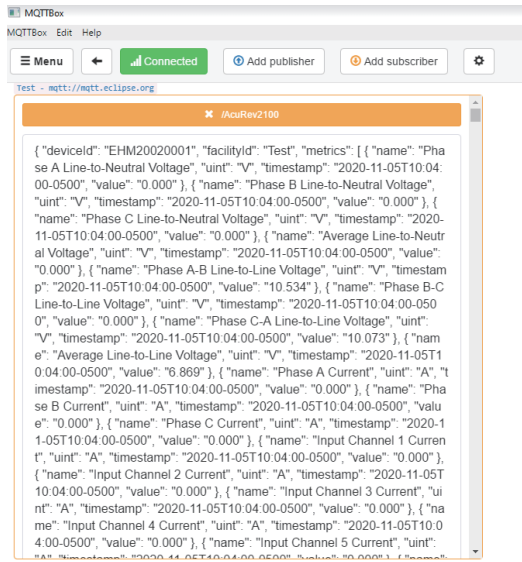 MQTTBox
MQTTBox Edit Help
Menu Connected Add publisher Add subscriber
Test - mqtt://mqtt.eclipse.org
/AcuRev2100
{ "deviceId": "EHM20020001", "facilityId": "Test", "metrics": [ { "name": "Pha
se A Line-to-Neutral Voltage", "uint": "V", "timestamp": "2020-11-05T10:04:
00-0500", "value": "0.000" }, { "name": "Phase B Line-to-Neutral Voltage",
"uint": "V", "timestamp": "2020-11-05T10:04:00-0500", "value": "0.000" }, {
"name": "Phase C Line-to-Neutral Voltage", "uint": "V", "timestamp": "2020-
11-05T10:04:00-0500", "value": "0.000" }, { "name": "Average Line-to-Neutr
al Voltage", "uint": "V", "timestamp": "2020-11-05T10:04:00-0500", "value":
"0.000" }, { "name": "Phase A-B Line-to-Line Voltage", "uint": "V", "timestam
p": "2020-11-05T10:04:00-0500", "value": "10.534" }, { "name": "Phase B-C
Line-to-Line Voltage", "uint": "V", "timestamp": "2020-11-05T10:04:00-050
0", "value": "0.000" }, { "name": "Phase C-A Line-to-Line Voltage", "uint":
"V", "timestamp": "2020-11-05T10:04:00-0500", "value": "10.073" }, { "nam
e": "Average Line-to-Line Voltage", "uint": "V", "timestamp": "2020-11-05T1
0:04:00-0500", "value": "6.869" }, { "name": "Phase A Current", "uint": "A", "t
imestamp": "2020-11-05T10:04:00-0500", "value": "0.000" }, { "name": "Pha
se B Current", "uint": "A", "timestamp": "2020-11-05T10:04:00-0500", "valu
e": "0.000" }, { "name": "Phase C Current", "uint": "A", "timestamp": "2020-1
1-05T10:04:00-0500", "value": "0.000" }, { "name": "Input Channel 1 Curren
t", "uint": "A", "timestamp": "2020-11-05T10:04:00-0500", "value": "0.000" },
{ "name": "Input Channel 2 Current", "uint": "A", "timestamp": "2020-11-05T
10:04:00-0500", "value": "0.000" }, { "name": "Input Channel 3 Current", "ui
nt": "A", "timestamp": "2020-11-05T10:04:00-0500", "value": "0.000" }, { "na
me": "Input Channel 4 Current", "uint": "A", "timestamp": "2020-11-05T10:0
4:00-0500", "value": "0.000" }, { "name": "Input Channel 5 Current", "uint":
"A", "timestamp": "2020-11-05T10:04:00-0500", "value": "0.000" }, { "name":